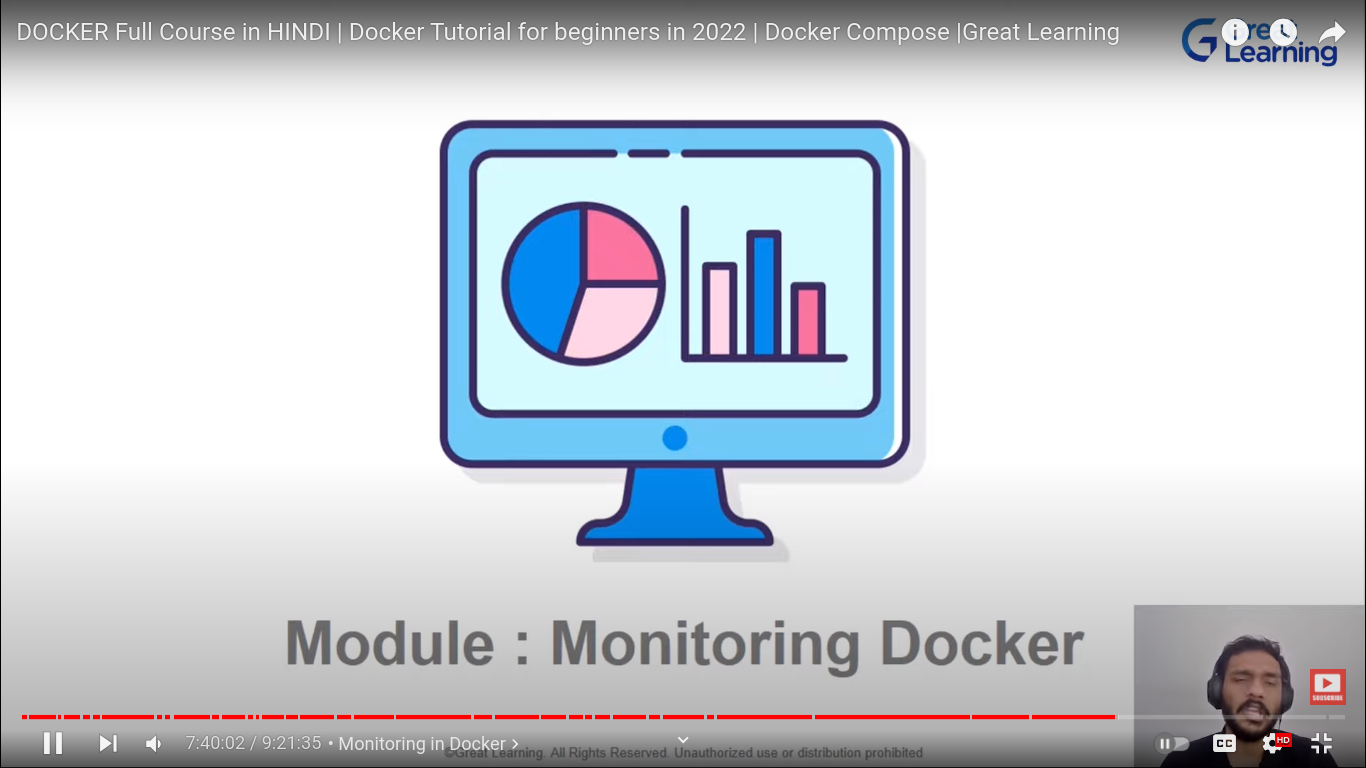 DOCKER Full Course in HINDI | Docker Tutorial for beginners in 2022 | Docker Compose |Great Learning
Great
Learning
Module : Monitoring Docker
SUBSCRIBE
7:40:02 / 9:21:35 • Monitoring in Docker
CC
HD
©Great Learning. All Rights Reserved. Unauthorized use or distribution prohibited